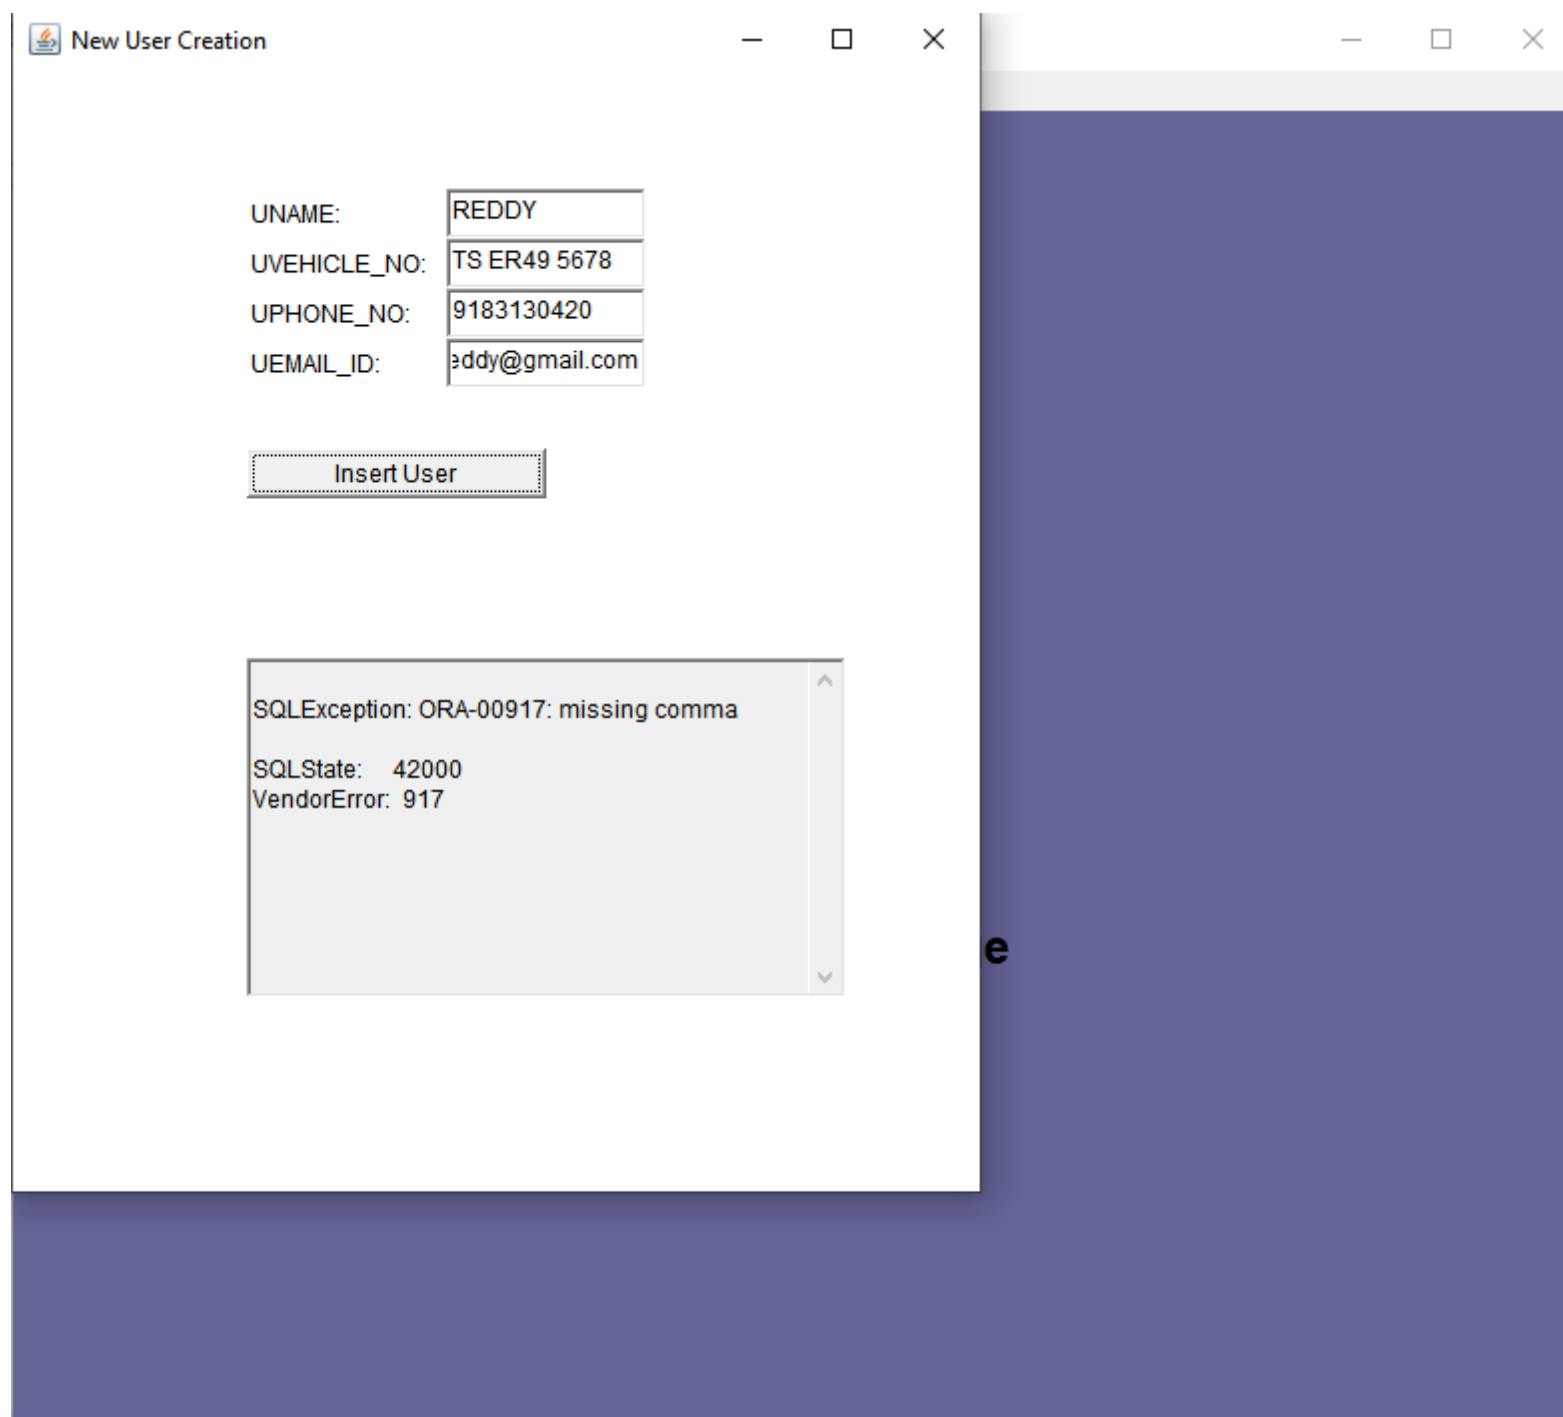 New User Creation
UNAME: REDDY
UVEHICLE_NO: TS ER49 5678
UPHONE_NO: 9183130420
UEMAIL_ID: eddy@gmail.com
Insert User
SQLException: ORA-00917: missing comma
SQLState: 42000
VendorError: 917
e